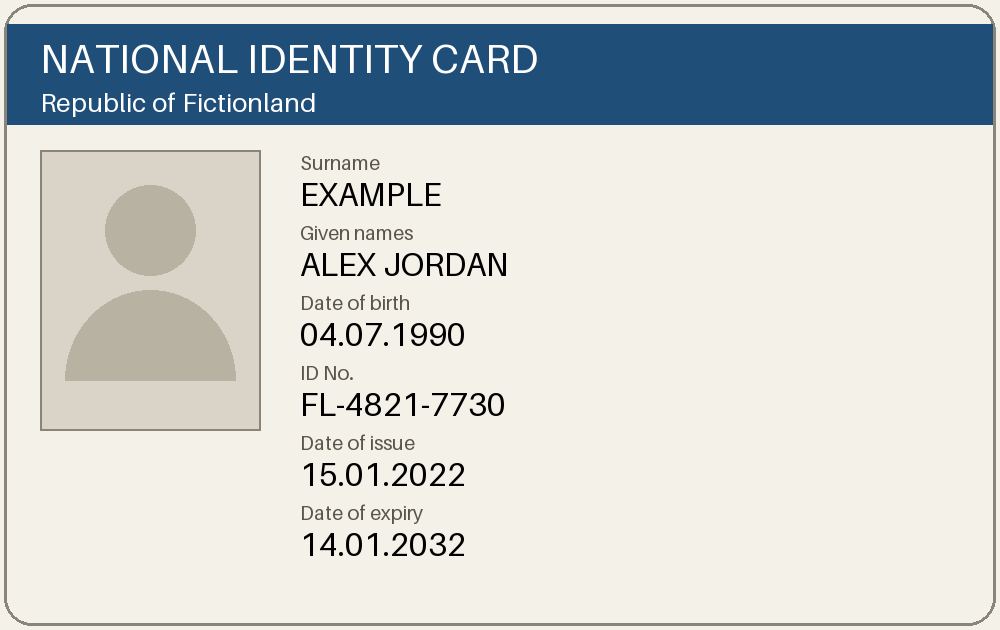 NATIONAL IDENTITY CARD
Republic of Fictionland
Surname
EXAMPLE
Given names
ALEX JORDAN
Date of birth
04.07.1990
ID No.
FL-4821-7730
Date of issue
15.01.2022
Date of expiry
14.01.2032